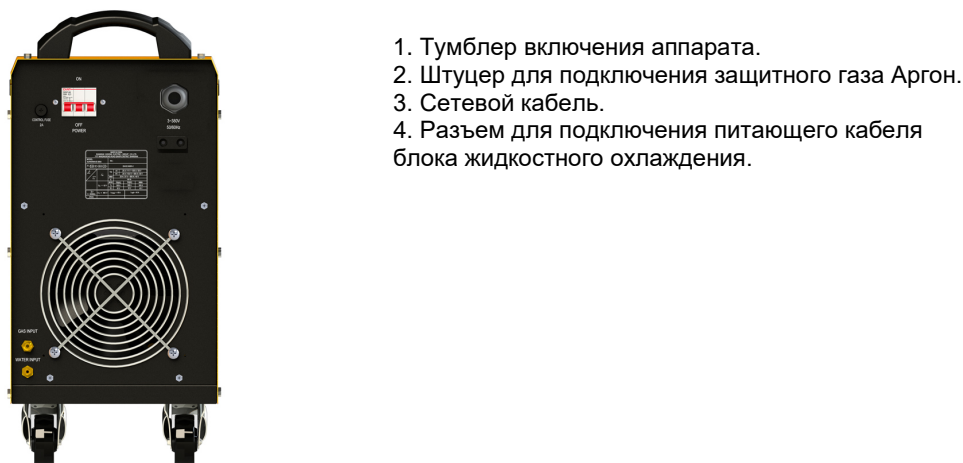 1. Тумблер включения аппарата.
2. Штуцер для подключения защитного газа Аргон.
3. Сетевой кабель.
4. Разъем для подключения питающего кабеля
блока жидкостного охлаждения.
ON
OFF
POWER
3~380V
50/60Hz
GAS INPUT
WATER INPUT